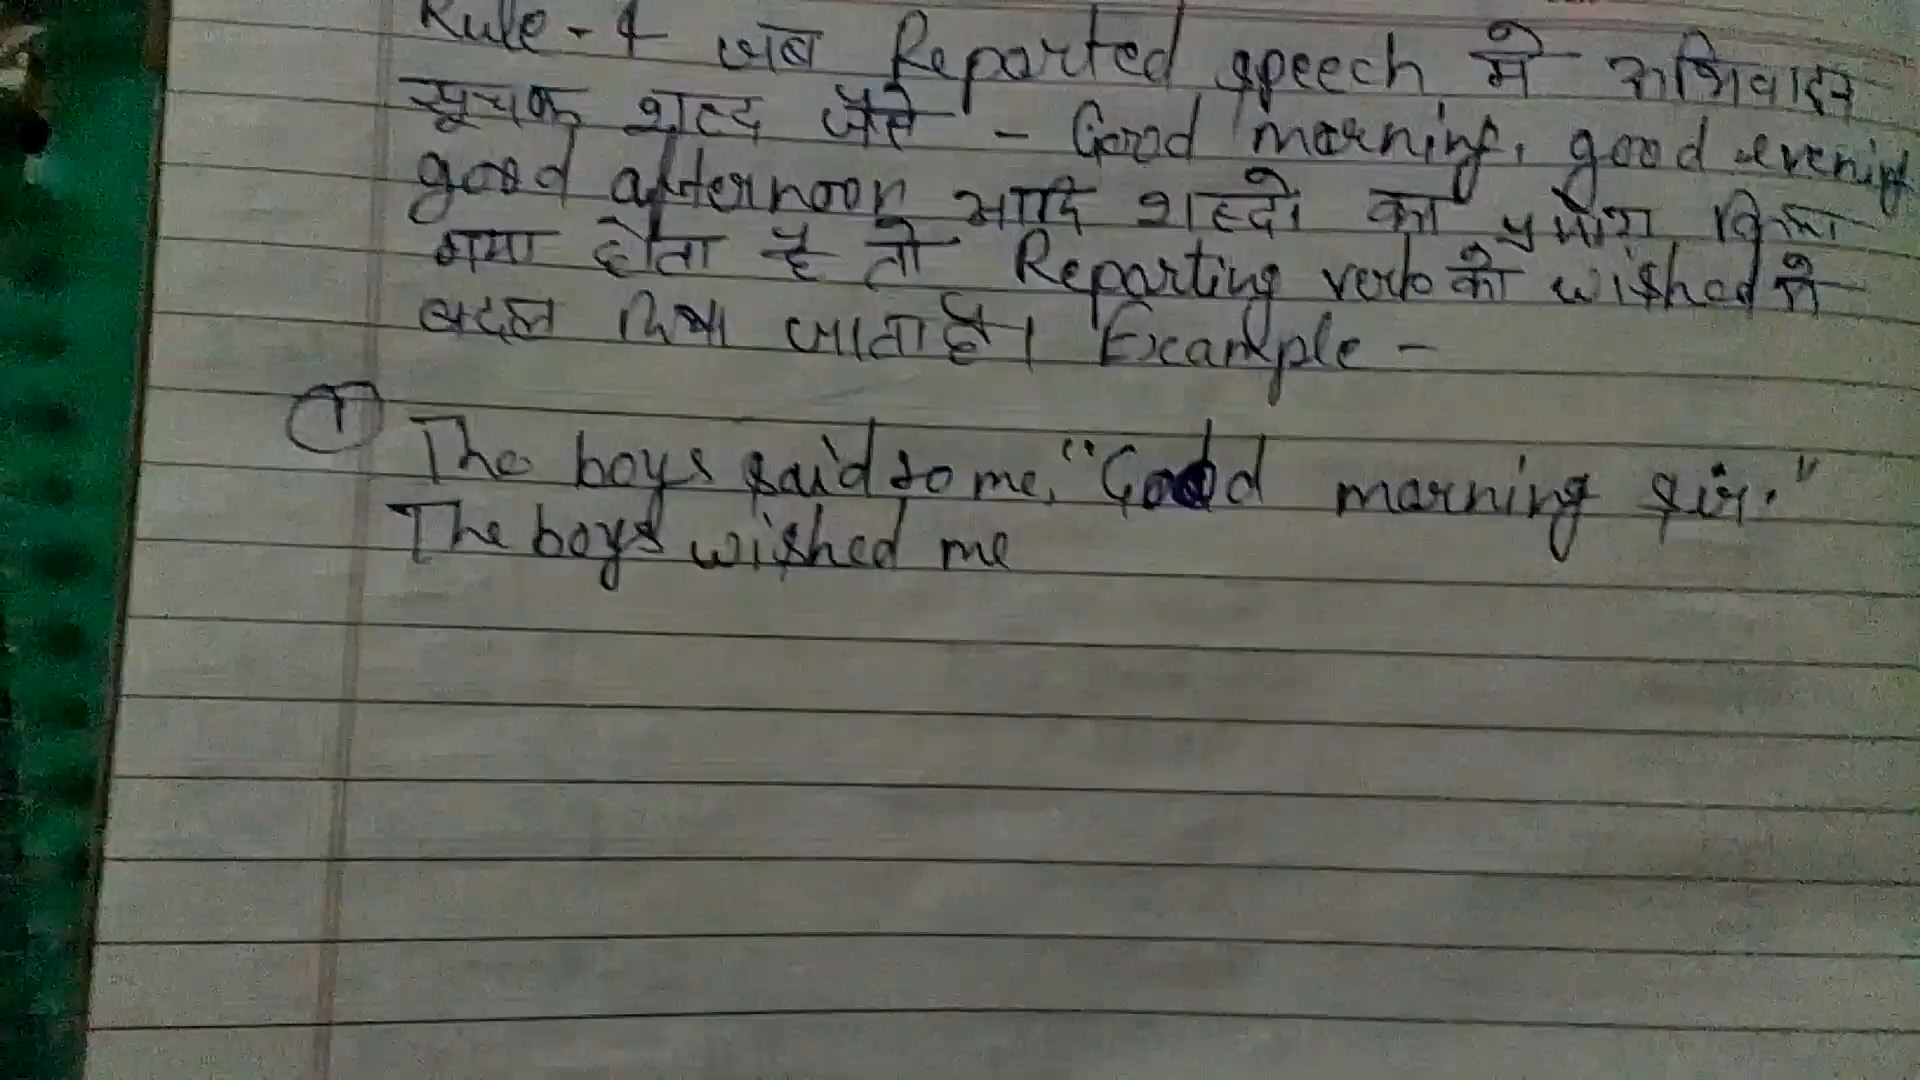 Rule - 4 जब Reported speech मे अभिवादन
सूचक शब्द जैसे - Good morning, good evening
good afternoon आदि शब्दो का प्रयोग किया
गया होता है तो Reporting verb को wished मे
बदल दिया जाता है। Example -
① The boys said to me, "Good morning sir."
The boys wished me